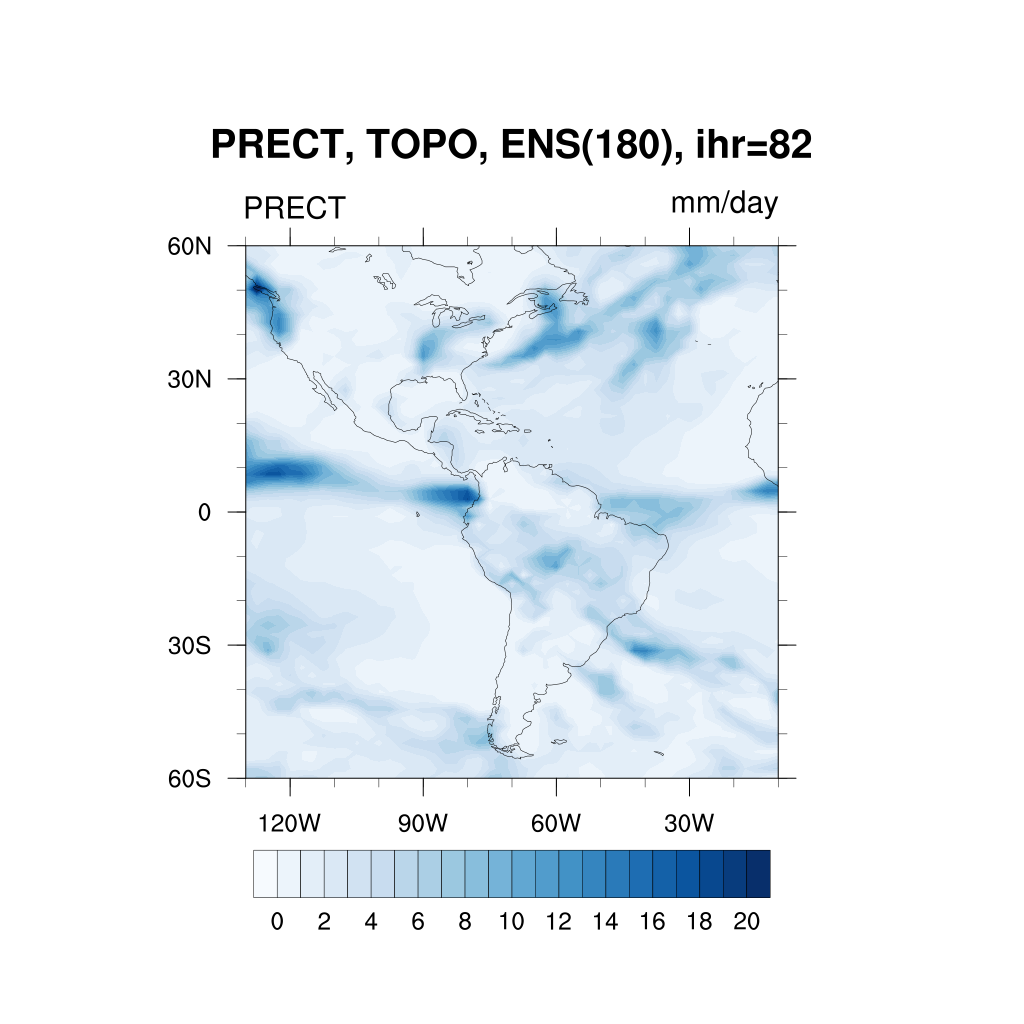 PRECT, TOPO, ENS(180), ihr=82
PRECT mm/day
60N
30N
0
30S
60S
120W 90W 60W 30W
0 2 4 6 8 10 12 14 16 18 20